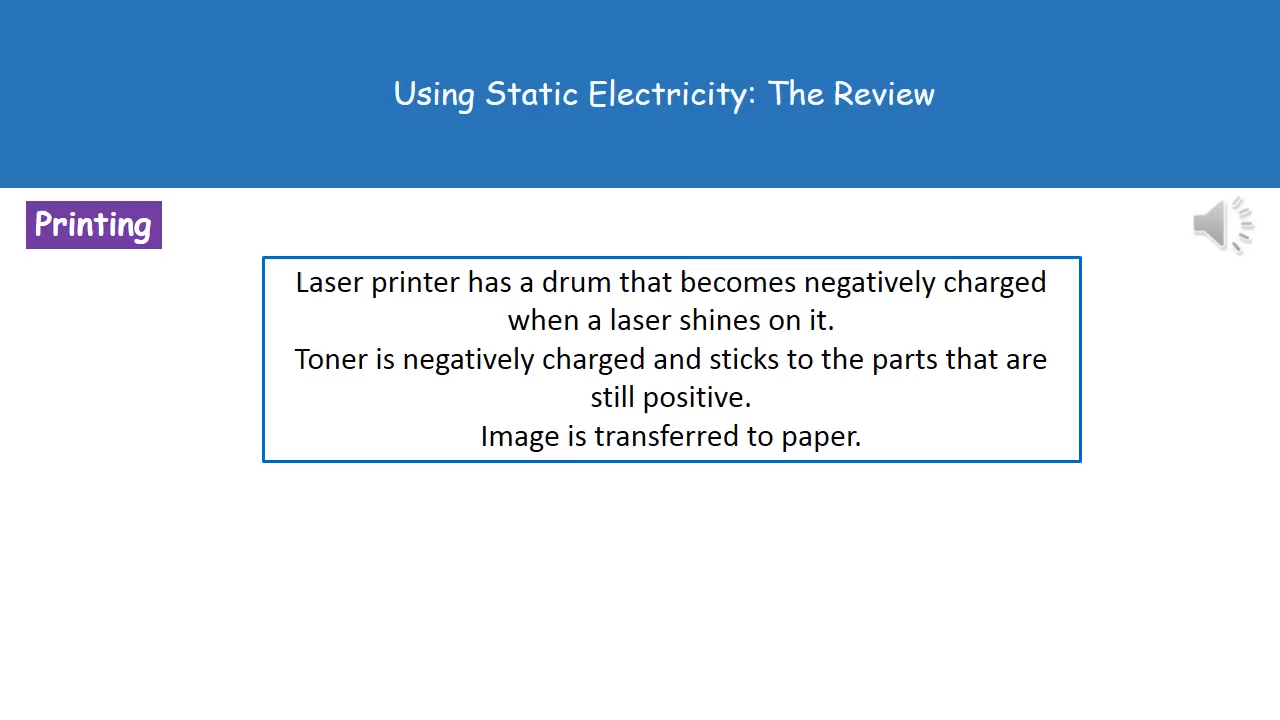 Using Static Electricity: The Review
Printing
Laser printer has a drum that becomes negatively charged
when a laser shines on it.
Toner is negatively charged and sticks to the parts that are
still positive.
Image is transferred to paper.